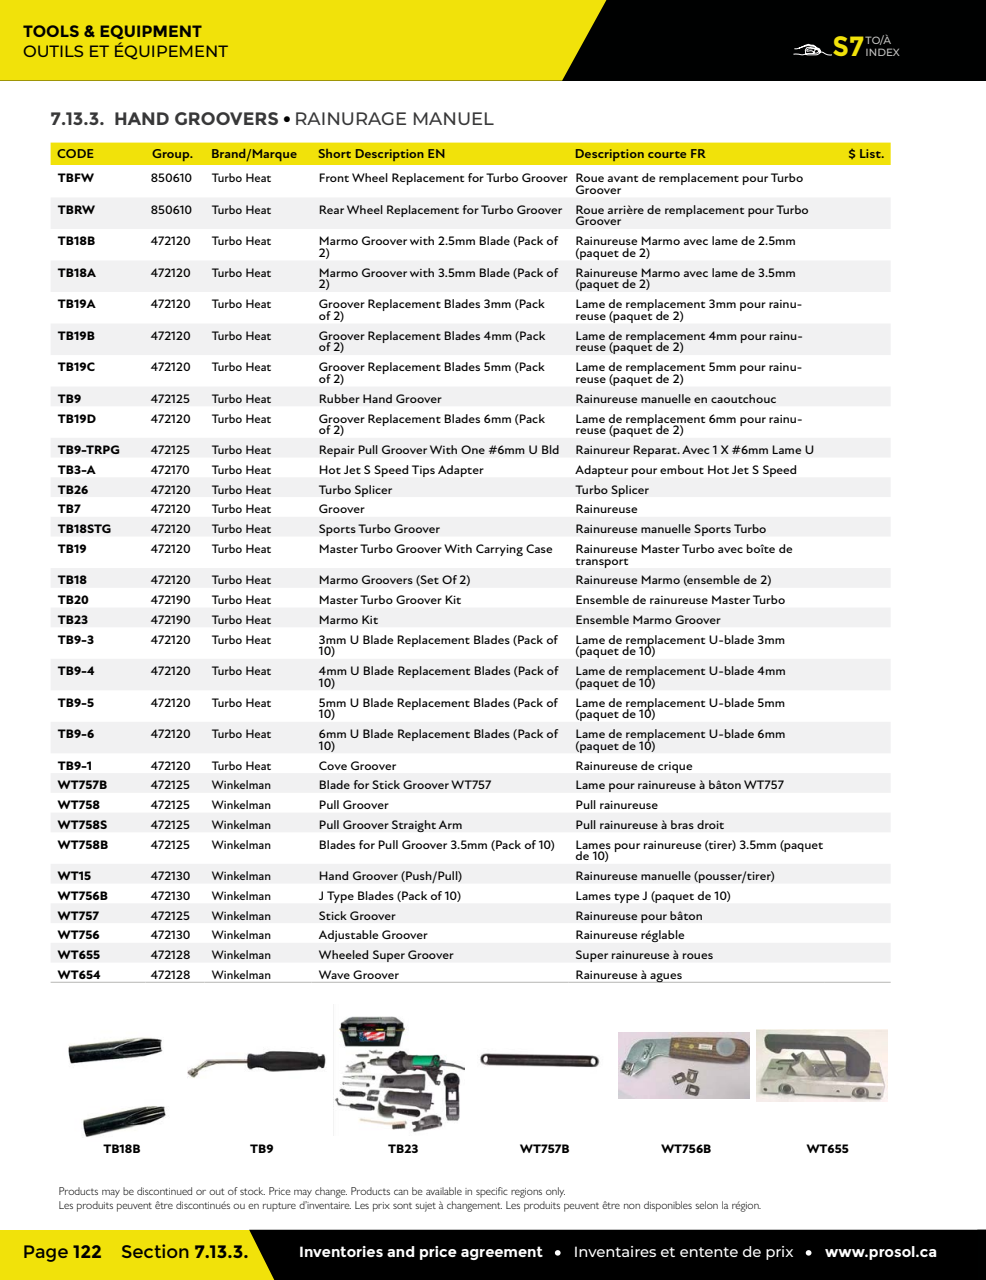 TOOLS & EQUIPMENT
OUTILS ET ÉQUIPEMENT
S7 TO/À INDEX
7.13.3. HAND GROOVERS • RAINURAGE MANUEL
CODE Group. Brand/Marque Short Description EN Description courte FR $ List.
TBFW 850610 Turbo Heat Front Wheel Replacement for Turbo Groover Roue avant de remplacement pour Turbo
Groover
TBRW 850610 Turbo Heat Rear Wheel Replacement for Turbo Groover Roue arrière de remplacement pour Turbo
Groover
TB18B 472120 Turbo Heat Marmo Groover with 2.5mm Blade (Pack of Rainureuse Marmo avec lame de 2.5mm
2) (paquet de 2)
TB18A 472120 Turbo Heat Marmo Groover with 3.5mm Blade (Pack of Rainureuse Marmo avec lame de 3.5mm
2) (paquet de 2)
TB19A 472120 Turbo Heat Groover Replacement Blades 3mm (Pack Lame de remplacement 3mm pour rainu-
of 2) reuse (paquet de 2)
TB19B 472120 Turbo Heat Groover Replacement Blades 4mm (Pack Lame de remplacement 4mm pour rainu-
of 2) reuse (paquet de 2)
TB19C 472120 Turbo Heat Groover Replacement Blades 5mm (Pack Lame de remplacement 5mm pour rainu-
of 2) reuse (paquet de 2)
TB9 472125 Turbo Heat Rubber Hand Groover Rainureuse manuelle en caoutchouc
TB19D 472120 Turbo Heat Groover Replacement Blades 6mm (Pack Lame de remplacement 6mm pour rainu-
of 2) reuse (paquet de 2)
TB9-TRPG 472125 Turbo Heat Repair Pull Groover With One #6mm U Bld Rainureur Reparat. Avec 1 X #6mm Lame U
TB3-A 472170 Turbo Heat Hot Jet S Speed Tips Adapter Adapteur pour embout Hot Jet S Speed
TB26 472120 Turbo Heat Turbo Splicer Turbo Splicer
TB7 472120 Turbo Heat Groover Rainureuse
TB18STG 472120 Turbo Heat Sports Turbo Groover Rainureuse manuelle Sports Turbo
TB19 472120 Turbo Heat Master Turbo Groover With Carrying Case Rainureuse Master Turbo avec boîte de
transport
TB18 472120 Turbo Heat Marmo Groovers (Set Of 2) Rainureuse Marmo (ensemble de 2)
TB20 472190 Turbo Heat Master Turbo Groover Kit Ensemble de rainureuse Master Turbo
TB23 472190 Turbo Heat Marmo Kit Ensemble Marmo Groover
TB9-3 472120 Turbo Heat 3mm U Blade Replacement Blades (Pack of Lame de remplacement U-blade 3mm
10) (paquet de 10)
TB9-4 472120 Turbo Heat 4mm U Blade Replacement Blades (Pack of Lame de remplacement U-blade 4mm
10) (paquet de 10)
TB9-5 472120 Turbo Heat 5mm U Blade Replacement Blades (Pack of Lame de remplacement U-blade 5mm
10) (paquet de 10)
TB9-6 472120 Turbo Heat 6mm U Blade Replacement Blades (Pack of Lame de remplacement U-blade 6mm
10) (paquet de 10)
TB9-1 472120 Turbo Heat Cove Groover Rainureuse de crique
WT757B 472125 Winkelman Blade for Stick Groover WT757 Lame pour rainureuse à bâton WT757
WT758 472125 Winkelman Pull Groover Pull rainureuse
WT758S 472125 Winkelman Pull Groover Straight Arm Pull rainureuse à bras droit
WT758B 472125 Winkelman Blades for Pull Groover 3.5mm (Pack of 10) Lames pour rainureuse (tirer) 3.5mm (paquet
de 10)
WT15 472130 Winkelman Hand Groover (Push/Pull) Rainureuse manuelle (pousser/tirer)
WT756B 472130 Winkelman J Type Blades (Pack of 10) Lames type J (paquet de 10)
WT757 472125 Winkelman Stick Groover Rainureuse pour bâton
WT756 472130 Winkelman Adjustable Groover Rainureuse réglable
WT655 472128 Winkelman Wheeled Super Groover Super rainureuse à roues
WT654 472128 Winkelman Wave Groover Rainureuse à agues
TB18B TB9 TB23 WT757B WT756B WT655
Products may be discontinued or out of stock. Price may change. Products can be available in specific regions only.
Les produits peuvent être discontinués ou en rupture d'inventaire. Les prix sont sujet à changement. Les produits peuvent être non disponibles selon la région.
Page 122 Section 7.13.3. Inventories and price agreement • Inventaires et entente de prix • www.prosol.ca